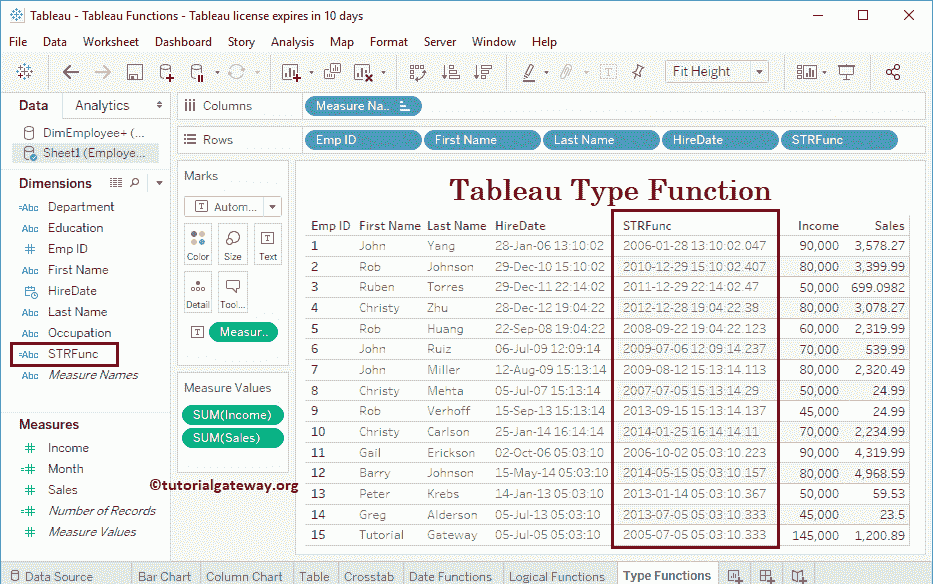 Tableau - Tableau Functions - Tableau license expires in 10 days
File Data Worksheet Dashboard Story Analysis Map Format Server Window Help
Fit Height
Data Analytics
DimEmployee+ (...
Sheet1 (Employe...
Dimensions
Abc Department
Abc Education
Emp ID
Abc First Name
HireDate
Abc Last Name
Abc Occupation
Abc STRFunc
Abc Measure Names
Measures
Income
Month
Sales
Number of Records
Measure Values
Columns Measure Na..
Rows Emp ID First Name Last Name HireDate STRFunc
Marks
Autom...
Color Size Text
Detail Tool...
Measur..
Measure Values
SUM(Income)
SUM(Sales)
©tutorialgateway.org
Tableau Type Function
Emp ID First Name Last Name HireDate STRFunc Income Sales
1 John Yang 28-Jan-06 13:10:02 2006-01-28 13:10:02.047 90,000 3,578.27
2 Rob Johnson 29-Dec-10 15:10:02 2010-12-29 15:10:02.407 80,000 3,399.99
3 Ruben Torres 29-Dec-11 22:14:02 2011-12-29 22:14:02.47 50,000 699.0982
4 Christy Zhu 28-Dec-12 19:04:22 2012-12-28 19:04:22.38 80,000 3,078.27
5 Rob Huang 22-Sep-08 19:04:22 2008-09-22 19:04:22.123 60,000 2,319.99
6 John Ruiz 06-Jul-09 12:09:14 2009-07-06 12:09:14.237 70,000 539.99
7 John Miller 12-Aug-09 15:13:14 2009-08-12 15:13:14.113 80,000 2,320.49
8 Christy Mehta 05-Jul-07 15:13:14 2007-07-05 15:13:14.29 50,000 24.99
9 Rob Verhoff 15-Sep-13 15:13:14 2013-09-15 15:13:14.137 45,000 24.99
10 Christy Carlson 25-Jan-14 16:14:14 2014-01-25 16:14:14.11 70,000 2,234.99
11 Gail Erickson 02-Oct-06 05:03:10 2006-10-02 05:03:10.223 90,000 4,319.99
12 Barry Johnson 15-May-14 05:03:10 2014-05-15 05:03:10.157 80,000 4,968.59
13 Peter Krebs 14-Jan-13 05:03:10 2013-01-14 05:03:10.367 50,000 59.53
14 Greg Alderson 05-Jul-13 05:03:10 2013-07-05 05:03:10.333 45,000 23.5
15 Tutorial Gateway 05-Jul-05 05:03:10 2005-07-05 05:03:10.333 145,000 1,200.89
Data Source Bar Chart Column Chart Table Crosstab Date Functions Logical Functions Type Functions